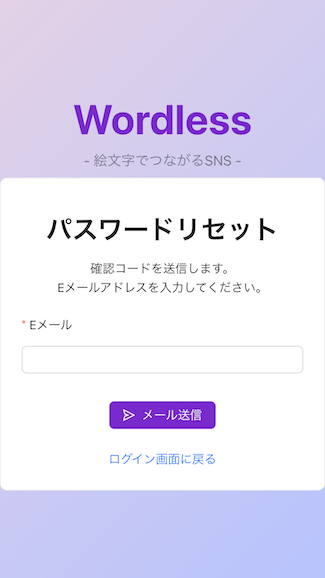 Wordless
- 絵文字でつながるSNS -
パスワードリセット
確認コードを送信します。
Eメールアドレスを入力してください。
* Eメール
メール送信
ログイン画面に戻る